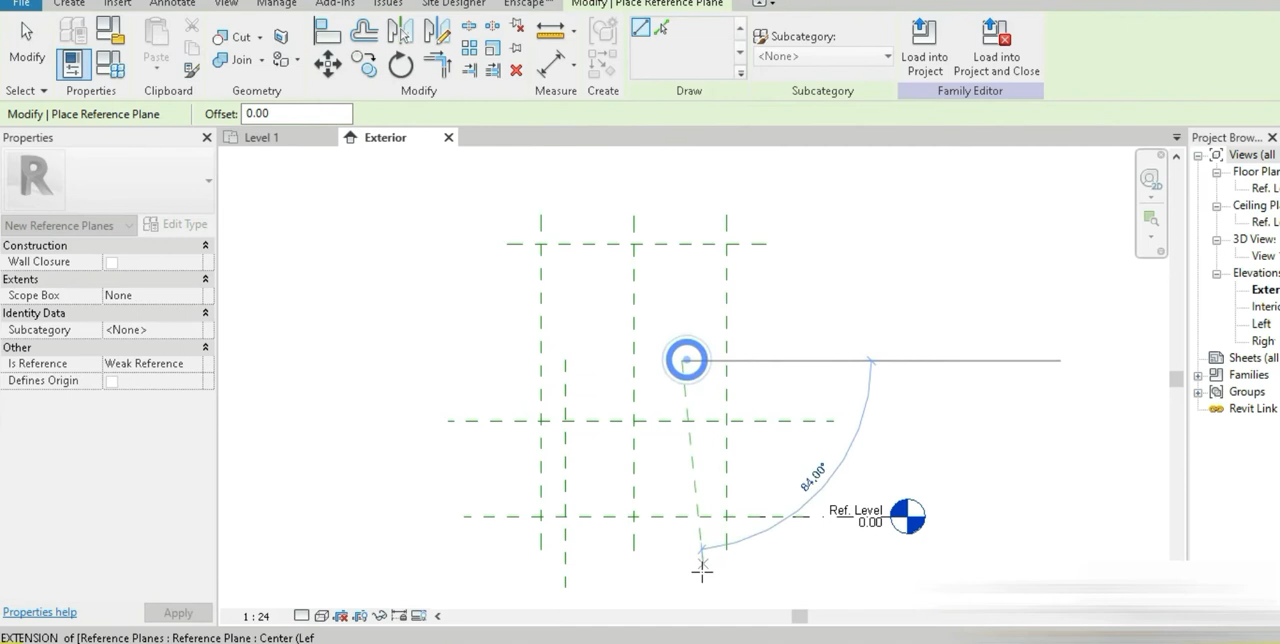 File Create Insert Annotate View Manage Add-Ins Issues Site Designer Enscape™ Modify | Place Reference Plane
Modify
Paste
Cut
Join
Load into
Project
Load into
Project and Close
Subcategory:
<None>
Select Properties Clipboard Geometry Modify Measure Create Draw Subcategory Family Editor
Modify | Place Reference Plane Offset: 0.00
Properties
Level 1
Exterior
Project Brow...
R
New Reference Planes
Edit Type
Construction
Wall Closure
Extents
Scope Box None
Identity Data
Subcategory <None>
Other
Is Reference Weak Reference
Defines Origin
2D
Views (all
Floor Plan
Ref. L
Ceiling Pl
Ref. L
3D View:
View
Elevations
Exter
Interio
Left
Righ
Sheets (all
Families
Groups
Revit Link
84.00°
Ref. Level
0.00
Properties help
Apply
1 : 24
EXTENSION of [Reference Planes : Reference Plane : Center (Lef